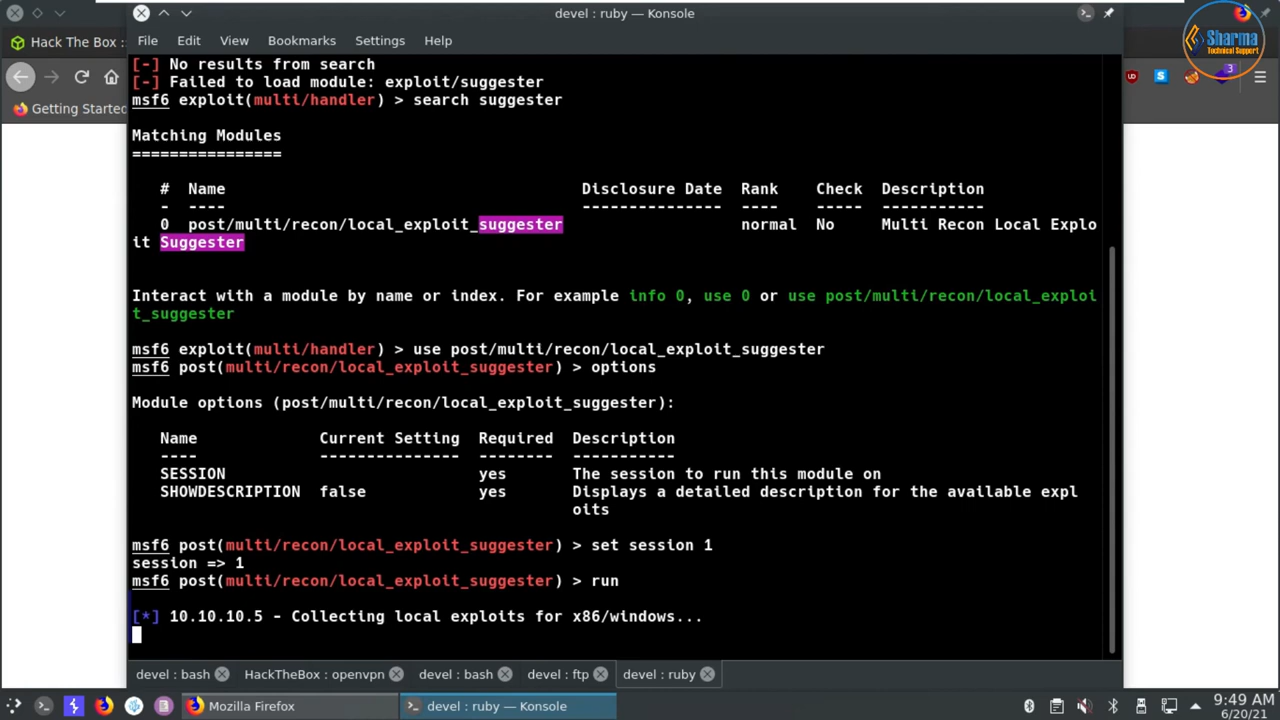 devel : ruby — Konsole
Sharma
Technical Support
Hack The Box ::
File Edit View Bookmarks Settings Help
3
Getting Started
[-] No results from search
[-] Failed to load module: exploit/suggester
msf6 exploit(multi/handler) > search suggester
Matching Modules
================
# Name Disclosure Date Rank Check Description
- ---- --------------- ---- ----- -----------
0 post/multi/recon/local_exploit_suggester normal No Multi Recon Local Explo
it Suggester
Interact with a module by name or index. For example info 0, use 0 or use post/multi/recon/local_exploi
t_suggester
msf6 exploit(multi/handler) > use post/multi/recon/local_exploit_suggester
msf6 post(multi/recon/local_exploit_suggester) > options
Module options (post/multi/recon/local_exploit_suggester):
Name Current Setting Required Description
---- --------------- -------- -----------
SESSION yes The session to run this module on
SHOWDESCRIPTION false yes Displays a detailed description for the available expl
oits
msf6 post(multi/recon/local_exploit_suggester) > set session 1
session => 1
msf6 post(multi/recon/local_exploit_suggester) > run
[*] 10.10.10.5 - Collecting local exploits for x86/windows...
devel : bash HackTheBox : openvpn devel : bash devel : ftp devel : ruby
Mozilla Firefox devel : ruby — Konsole 9:49 AM
6/20/21